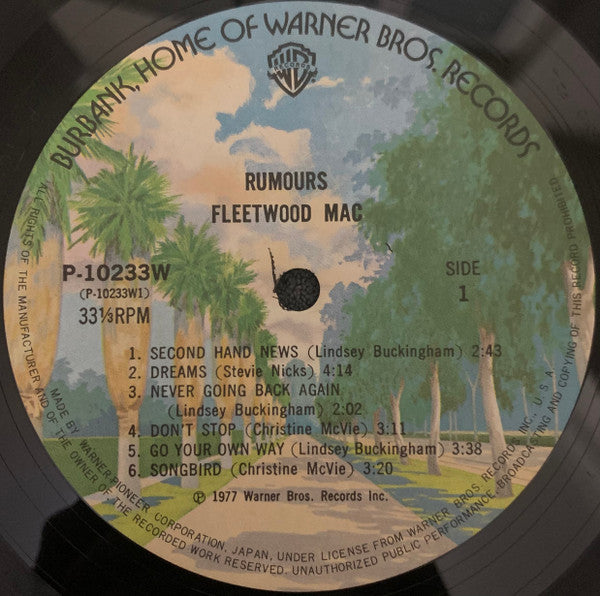 BURBANK, HOME OF WARNER BROS. RECORDS
RECORDS
RUMOURS
FLEETWOOD MAC
P-10233W
(P-10233W1)
33⅓RPM
SIDE
1
1. SECOND HAND NEWS (Lindsey Buckingham) 2:43
2. DREAMS (Stevie Nicks) 4:14
3. NEVER GOING BACK AGAIN
(Lindsey Buckingham) 2:02
4. DON'T STOP (Christine McVie) 3:11
5. GO YOUR OWN WAY (Lindsey Buckingham) 3:38
6. SONGBIRD (Christine McVie) 3:20
℗ 1977 Warner Bros. Records Inc.
MADE BY WARNER-PIONEER CORPORATION, JAPAN, UNDER LICENSE FROM WARNER BROS RECORDS INC., U.S.A.
ALL RIGHTS OF THE MANUFACTURER AND OF THE OWNER OF THE RECORDED WORK RESERVED. UNAUTHORIZED PUBLIC PERFORMANCE, BROADCASTING AND COPYING OF THIS RECORD PROHIBITED